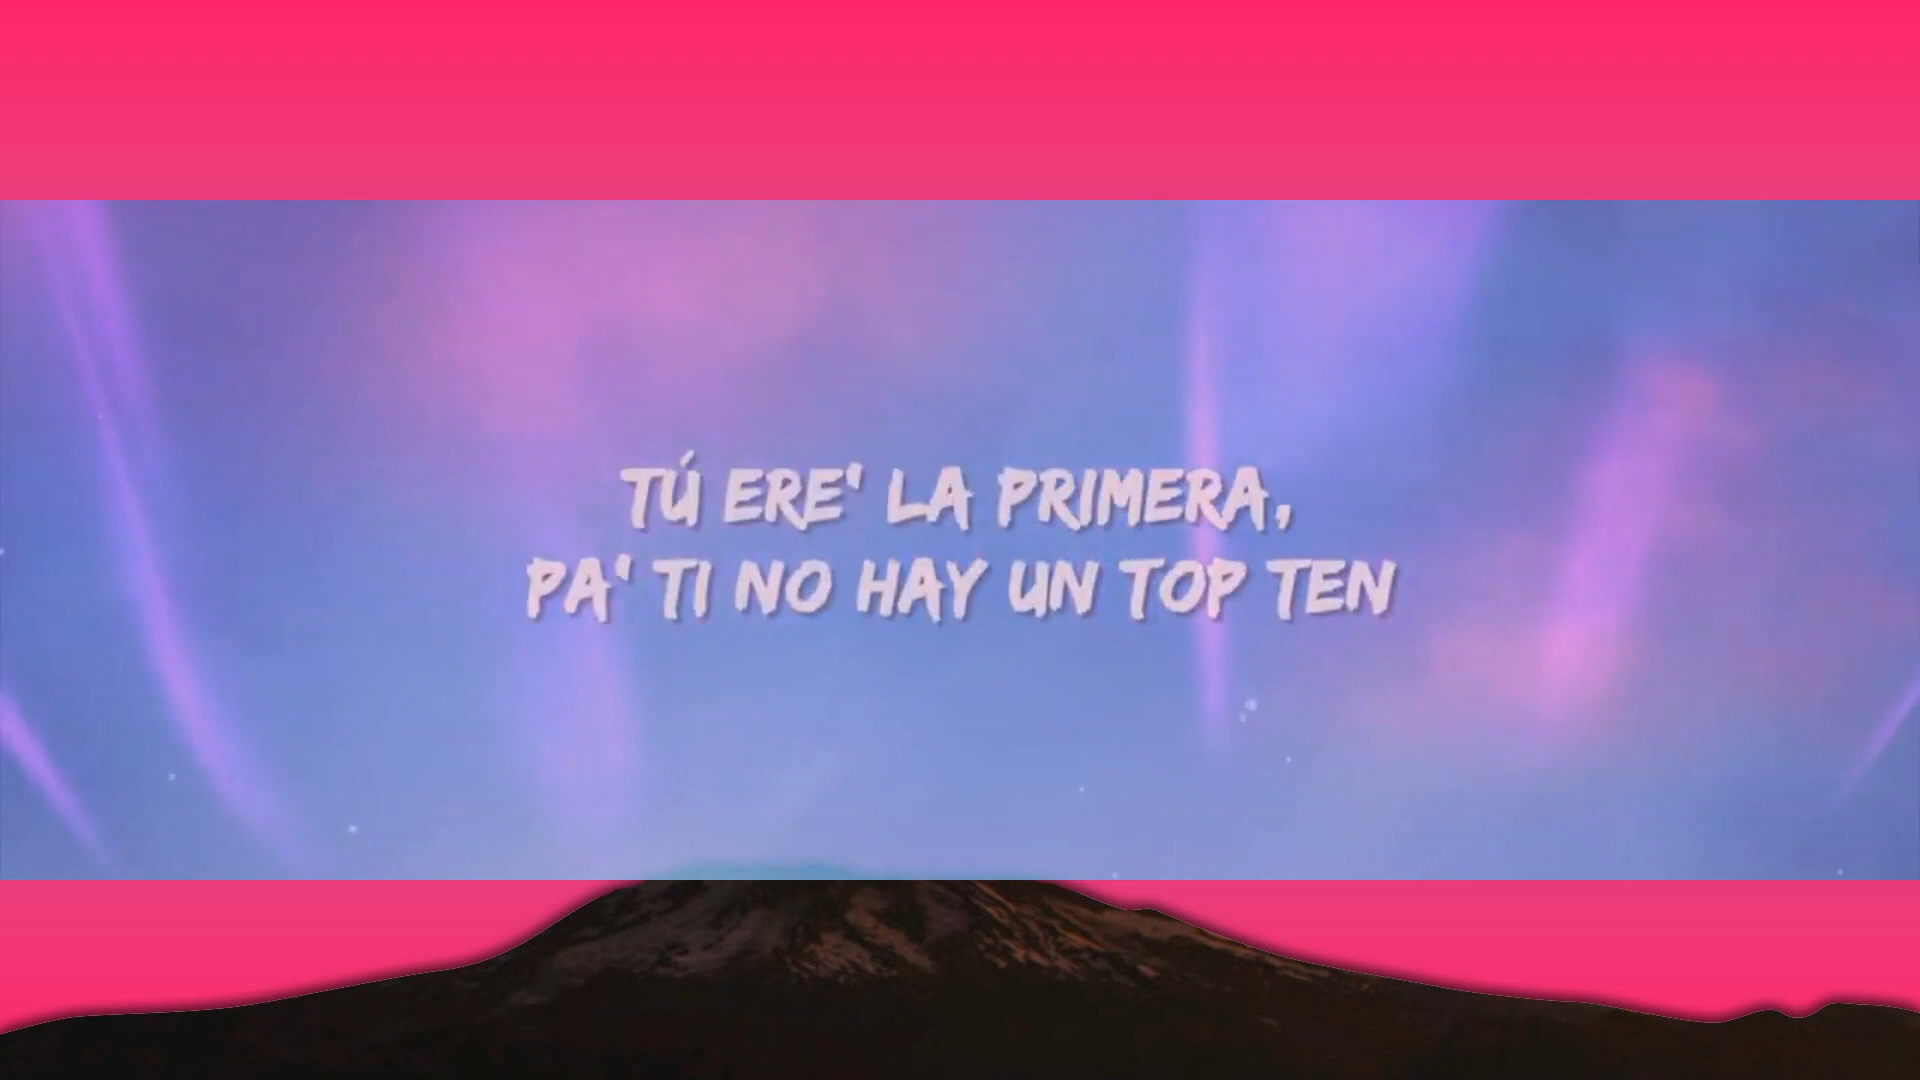 TÚ ERE' LA PRIMERA,
PA' TI NO HAY UN TOP TEN